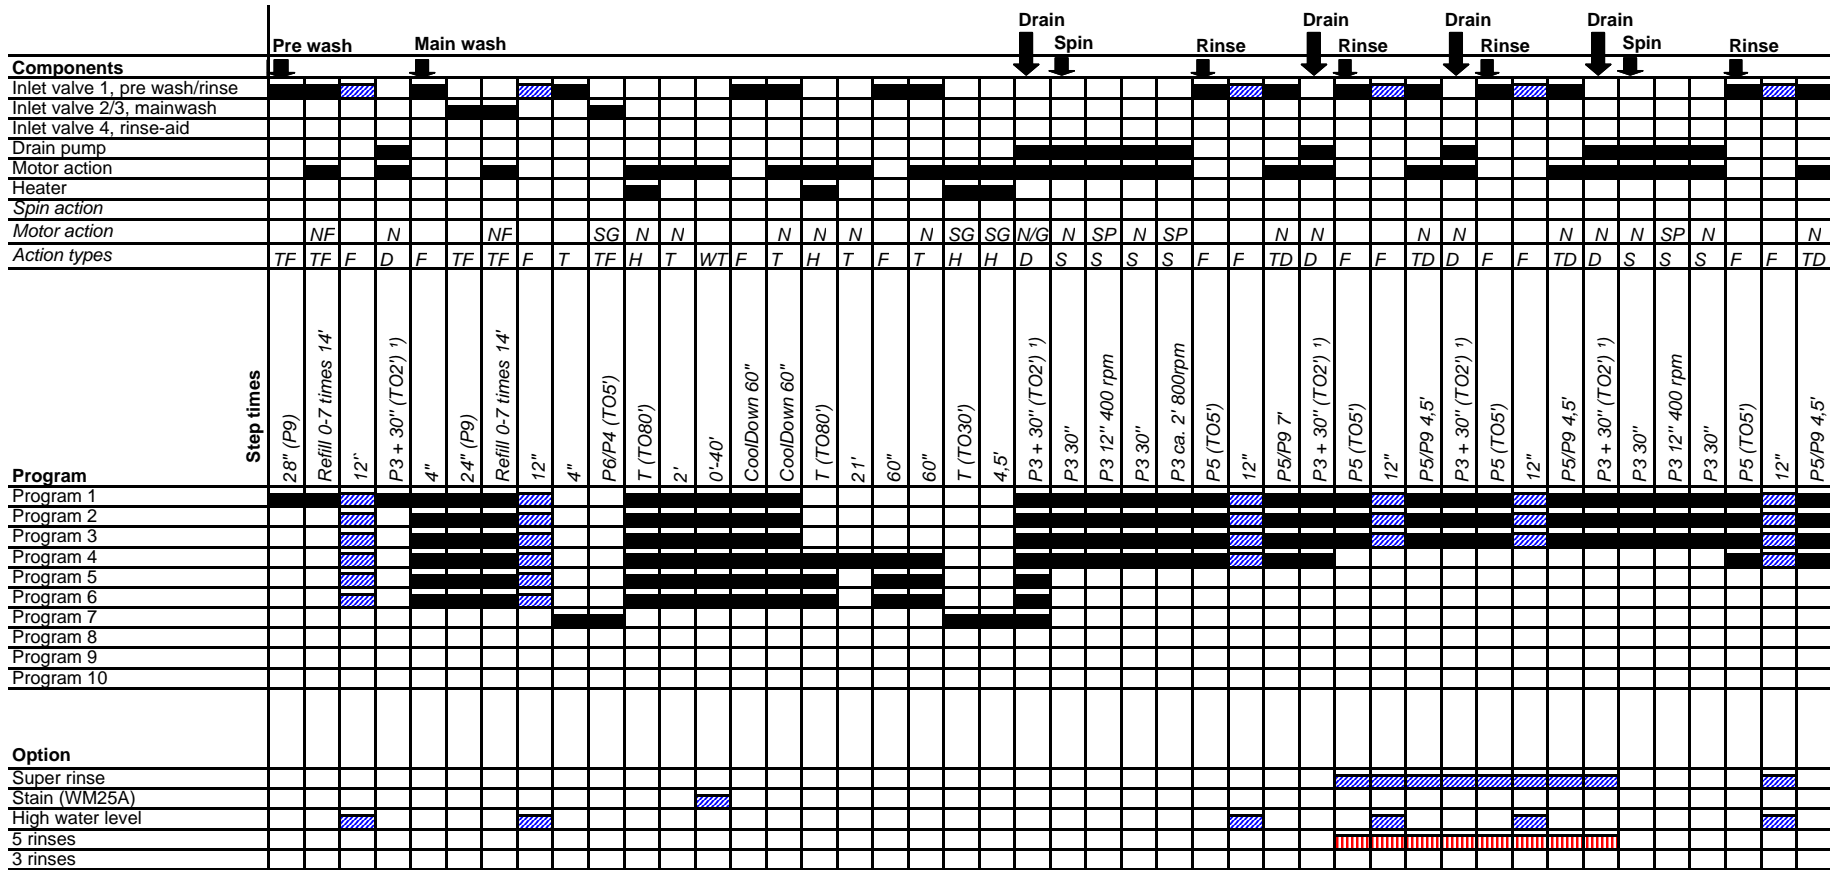 Drain Drain Drain Drain
Pre wash Main wash Spin Rinse Rinse Rinse Spin Rinse
Components
Inlet valve 1, pre wash/rinse
Inlet valve 2/3, mainwash
Inlet valve 4, rinse-aid
Drain pump
Motor action
Heater
Spin action
Motor action NF N NF SG N N N N N N SG SG N/G N SP N SP N N N N N N N SP N N
Action types TF TF F D F TF TF F T TF H T WT F T H T F T H H D S S S S F F TD D F F TD D F F TD D S S S F F TD
Step times
28" (P9)
Refill 0-7 times 14'
12"
P3 + 30" (TO2') ¹)
4"
24" (P9)
Refill 0-7 times 14'
12"
4"
P6/P4 (TO5')
T (TO80')
2'
0'-40'
CoolDown 60"
CoolDown 60"
T (TO80')
21'
60"
60"
T (TO30')
4,5'
P3 + 30" (TO2') ¹)
P3 30"
P3 12" 400 rpm
P3 30"
P3 ca. 2' 800rpm
P5 (TO5')
12"
P5/P9 7'
P3 + 30" (TO2') ¹)
P5 (TO5')
12"
P5/P9 4,5'
P3 + 30" (TO2') ¹)
P5 (TO5')
12"
P5/P9 4,5'
P3 + 30" (TO2') ¹)
P3 30"
P3 12" 400 rpm
P3 30"
P5 (TO5')
12"
P5/P9 4,5'
Program
Program 1
Program 2
Program 3
Program 4
Program 5
Program 6
Program 7
Program 8
Program 9
Program 10
Option
Super rinse
Stain (WM25A)
High water level
5 rinses
3 rinses